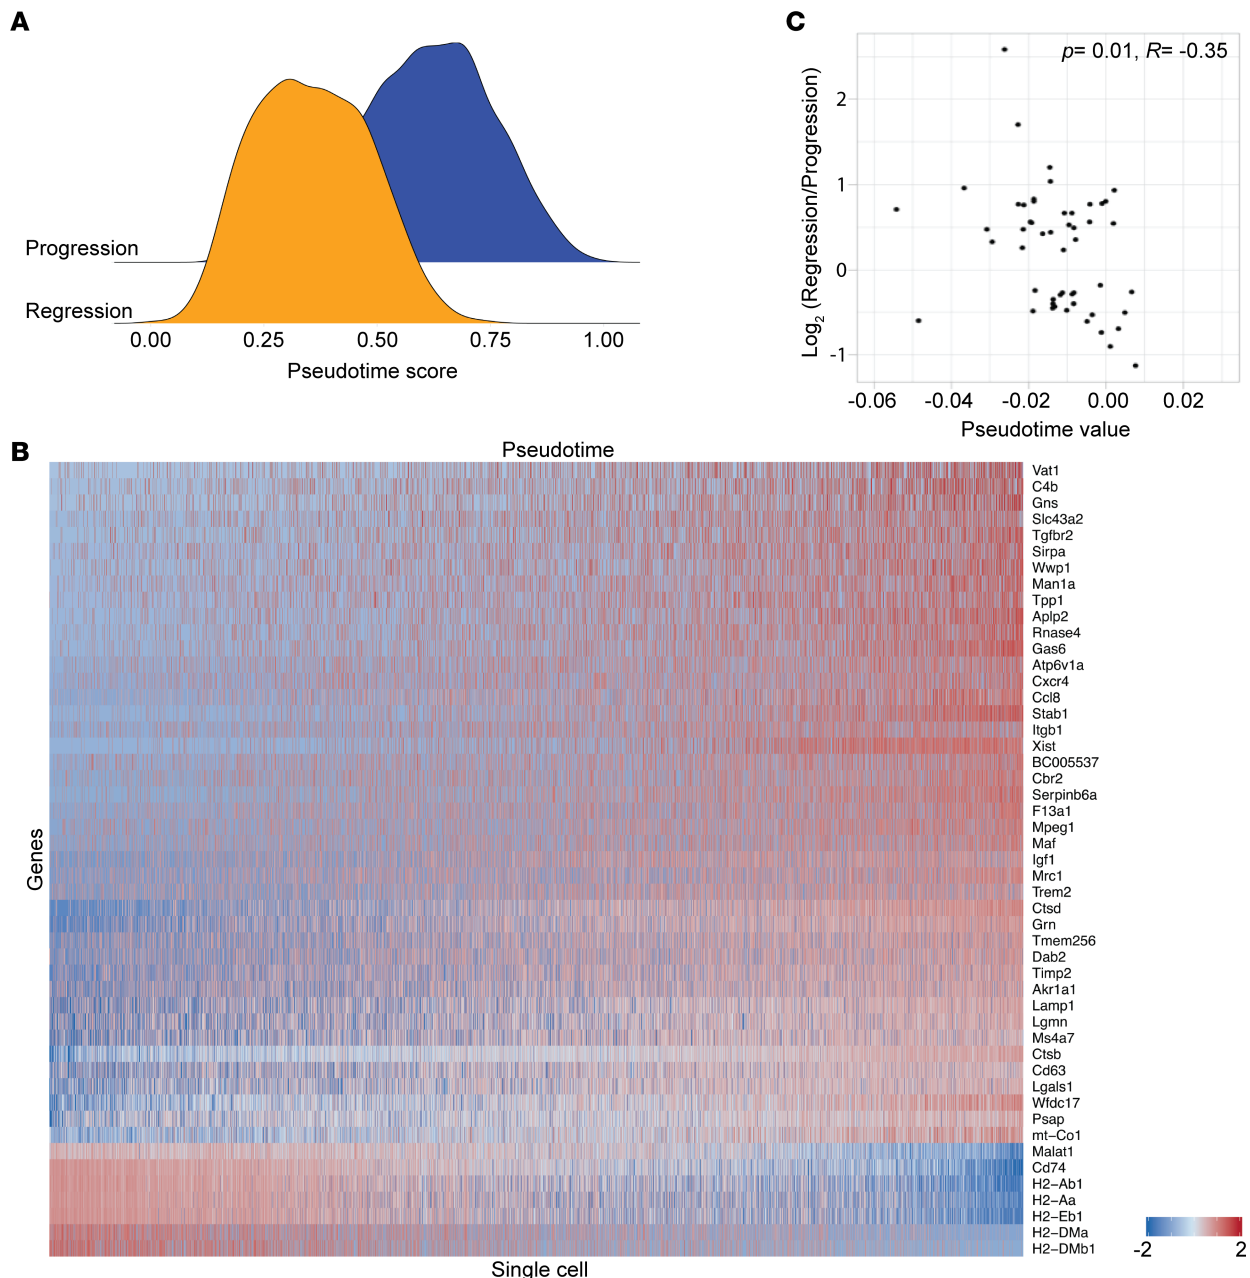 A
Progression
Regression
0.00 0.25 0.50 0.75 1.00
Pseudotime score
C
p= 0.01, R= -0.35
Log2 (Regression/Progression)
2
1
0
-1
-0.06 -0.04 -0.02 0.00 0.02
Pseudotime value
B
Pseudotime
Genes
Vat1
C4b
Gns
Slc43a2
Tgfbr2
Sirpa
Wwp1
Man1a
Tpp1
Aplp2
Rnase4
Gas6
Atp6v1a
Cxcr4
Ccl8
Stab1
Itgb1
Xist
BC005537
Cbr2
Serpinb6a
F13a1
Mpeg1
Maf
Igf1
Mrc1
Trem2
Ctsd
Grn
Tmem256
Dab2
Timp2
Akr1a1
Lamp1
Lgmn
Ms4a7
Ctsb
Cd63
Lgals1
Wfdc17
Psap
mt−Co1
Malat1
Cd74
H2−Ab1
H2−Aa
H2−Eb1
H2−DMa
H2−DMb1
-2 2
Single cell